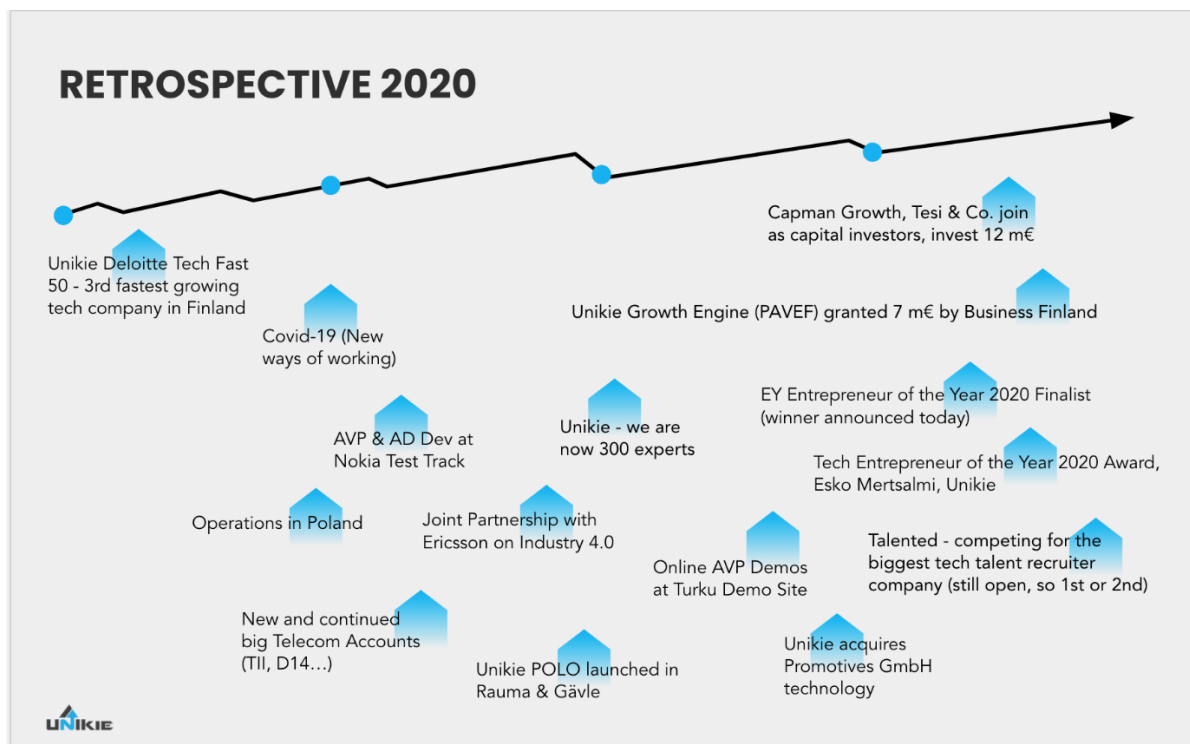 RETROSPECTIVE 2020
Capman Growth, Tesi & Co. join
as capital investors, invest 12 m€
Unikie Deloitte Tech Fast
50 - 3rd fastest growing
tech company in Finland
Unikie Growth Engine (PAVEF) granted 7 m€ by Business Finland
Covid-19 (New
ways of working)
EY Entrepreneur of the Year 2020 Finalist
(winner announced today)
Unikie - we are
now 300 experts
AVP & AD Dev at
Nokia Test Track
Tech Entrepreneur of the Year 2020 Award,
Esko Mertsalmi, Unikie
Operations in Poland
Joint Partnership with
Ericsson on Industry 4.0
Talented - competing for the
biggest tech talent recruiter
company (still open, so 1st or 2nd)
Online AVP Demos
at Turku Demo Site
New and continued
big Telecom Accounts
(TII, D14...)
Unikie POLO launched in
Rauma & Gävle
Unikie acquires
Promotives GmbH
technology
UNIKIE